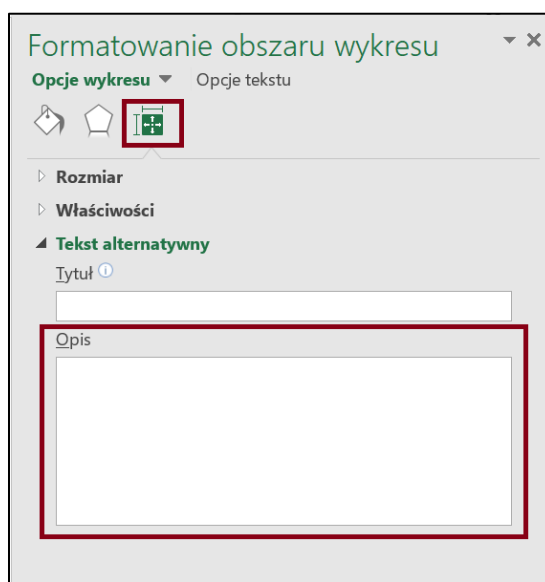 Formatowanie obszaru wykresu
Opcje wykresu Opcje tekstu
Rozmiar
Właściwości
Tekst alternatywny
Tytuł
Opis